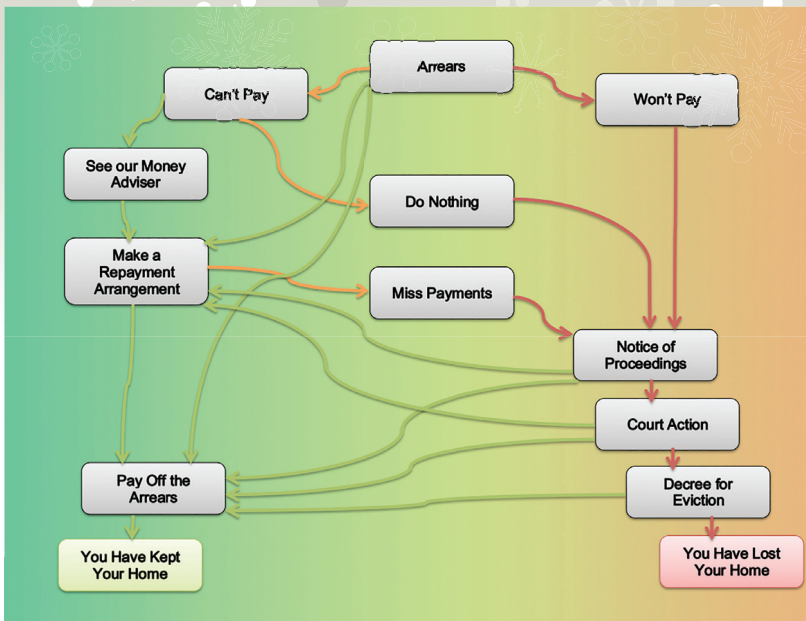 Arrears
Can't Pay
Won't Pay
See our Money
Adviser
Do Nothing
Make a
Repayment
Arrangement
Miss Payments
Notice of
Proceedings
Court Action
Pay Off the
Arrears
Decree for
Eviction
You Have Kept
Your Home
You Have Lost
Your Home